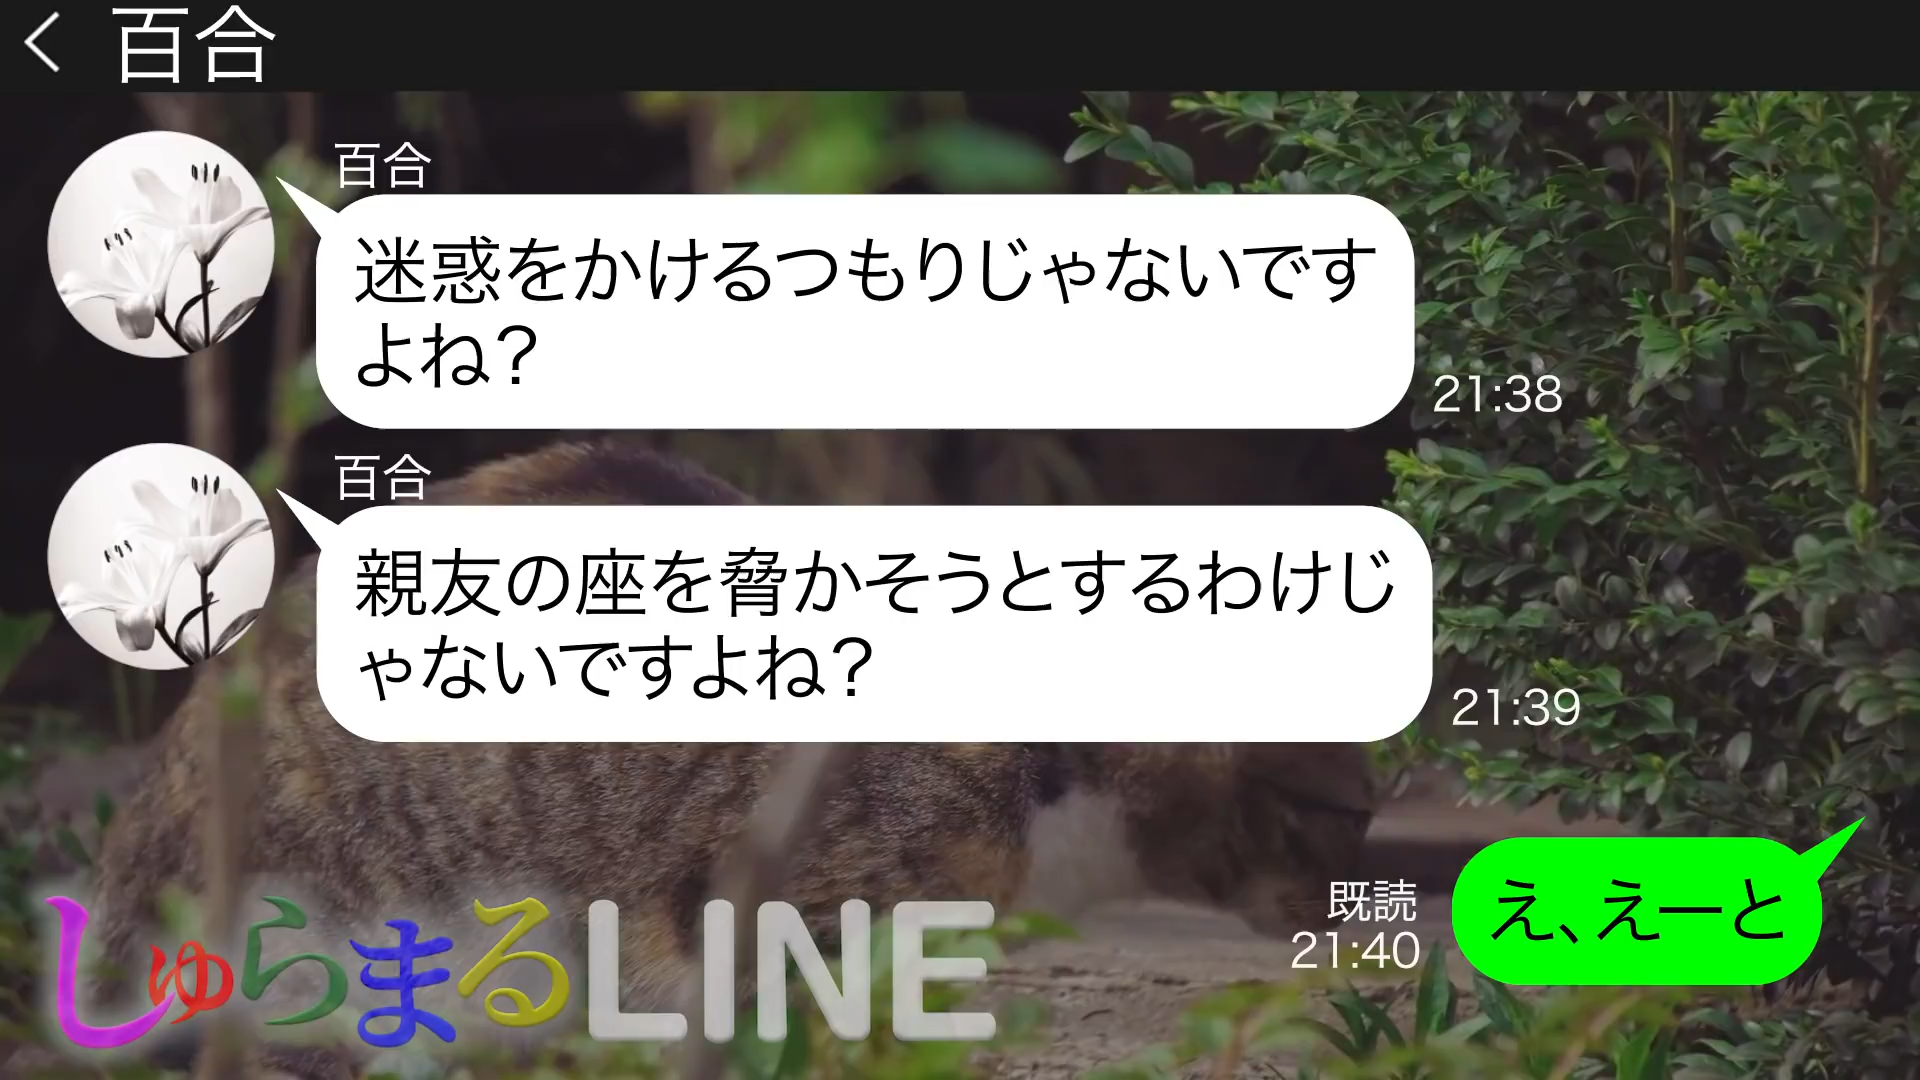 百合
百合
迷惑をかけるつもりじゃないです
よね？
21:38
百合
親友の座を脅かそうとするわけじ
ゃないですよね？
21:39
え、えーと
既読
21:40
しゅらまるLINE